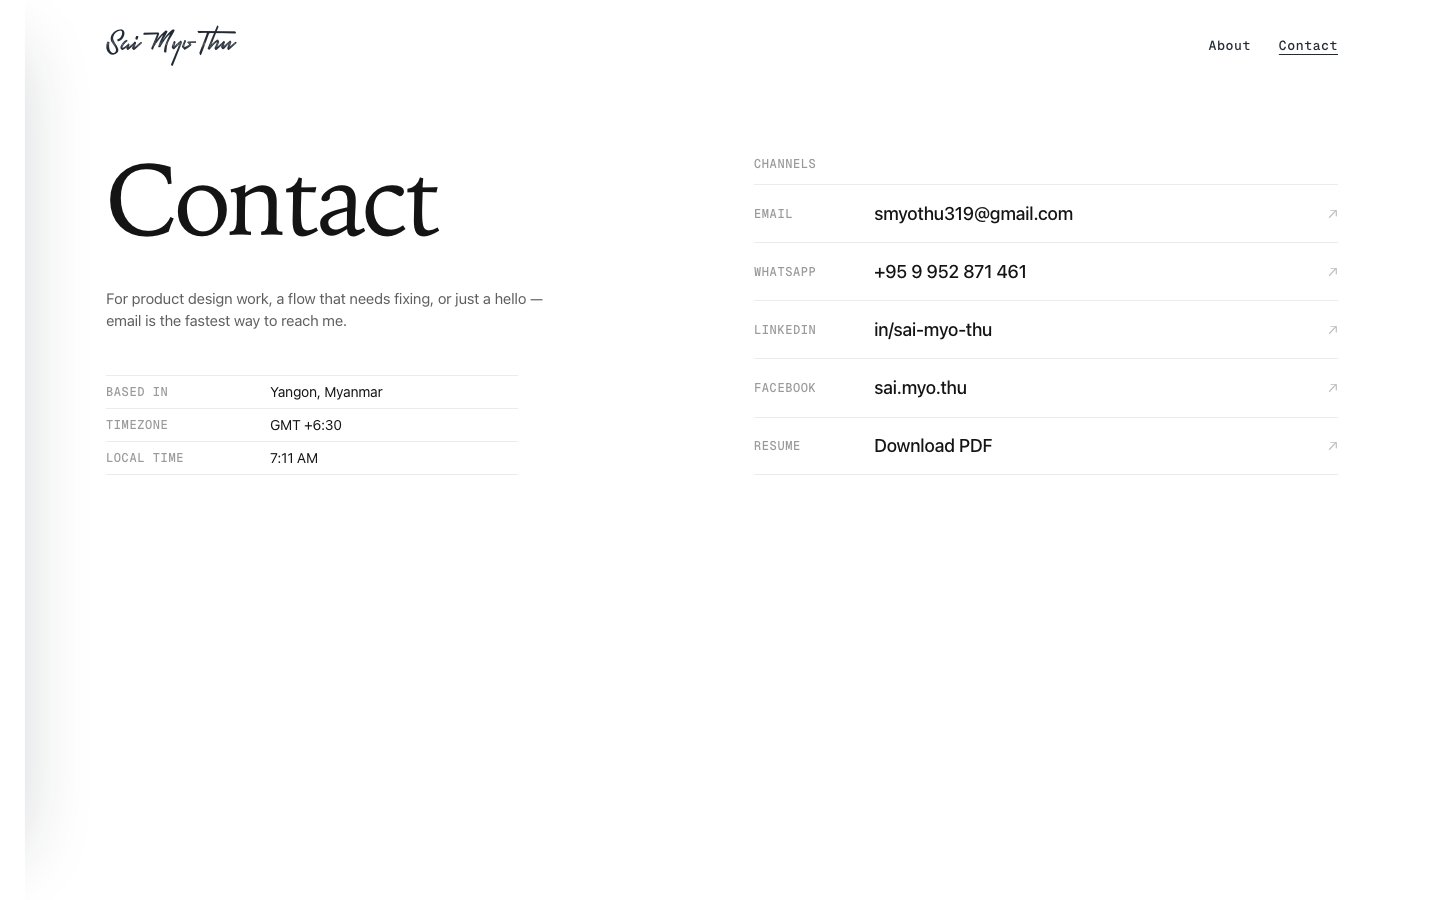 Sai Myo Thu
About
Contact
Contact
For product design work, a flow that needs fixing, or just a hello —
email is the fastest way to reach me.
BASED IN Yangon, Myanmar
TIMEZONE GMT +6:30
LOCAL TIME 7:11 AM
CHANNELS
EMAIL smyothu319@gmail.com
WHATSAPP +95 9 952 871 461
LINKEDIN in/sai-myo-thu
FACEBOOK sai.myo.thu
RESUME Download PDF